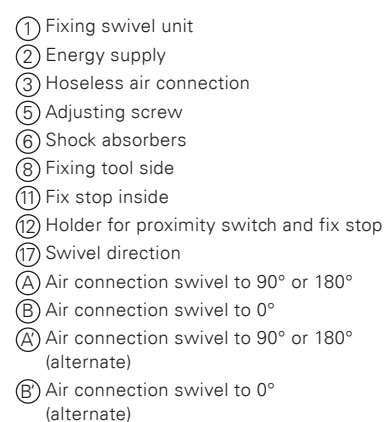 ① Fixing swivel unit
② Energy supply
③ Hoseless air connection
⑤ Adjusting screw
⑥ Shock absorbers
⑧ Fixing tool side
⑪ Fix stop inside
⑫ Holder for proximity switch and fix stop
⑰ Swivel direction
Ⓐ Air connection swivel to 90° or 180°
Ⓑ Air connection swivel to 0°
A’ Air connection swivel to 90° or 180°
(alternate)
B’ Air connection swivel to 0°
(alternate)